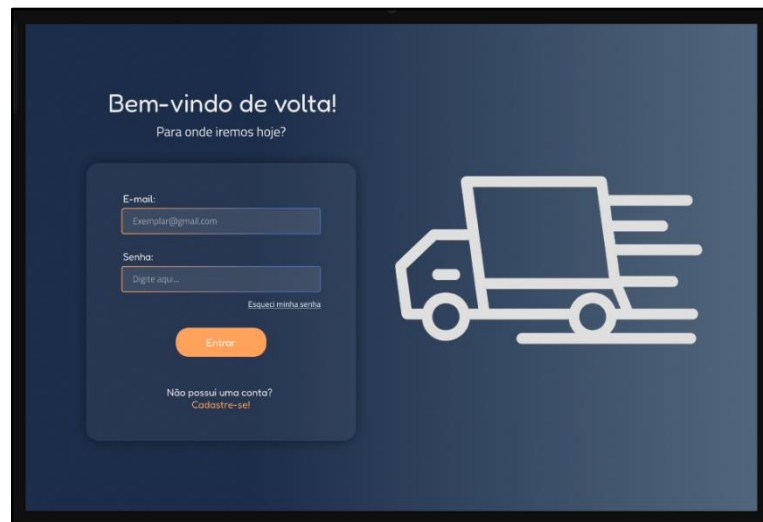 Bem-vindo de volta!
Para onde iremos hoje?
E-mail:
Exemplar@gmail.com
Senha:
Digite aqui...
Esqueci minha senha
Entrar
Não possui uma conta?
Cadastre-se!